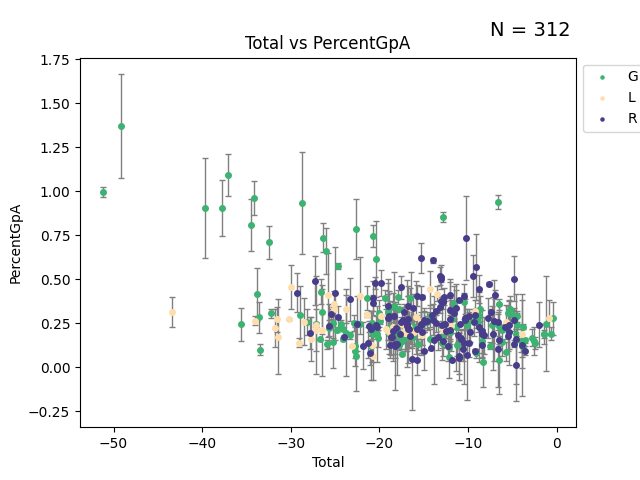 N = 312
Total vs PercentGpA
G
L
R
PercentGpA
1.75
1.50
1.25
1.00
0.75
0.50
0.25
0.00
−0.25
−50
−40
−30
−20
−10
0
Total